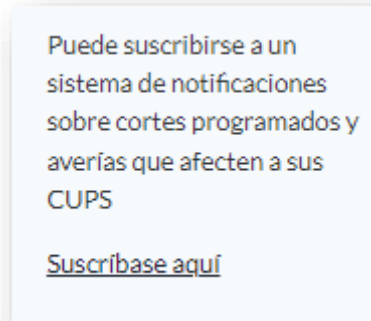 Puede suscribirse a un
sistema de notificaciones
sobre cortes programados y
averías que afecten a sus
CUPS
Suscríbase aquí